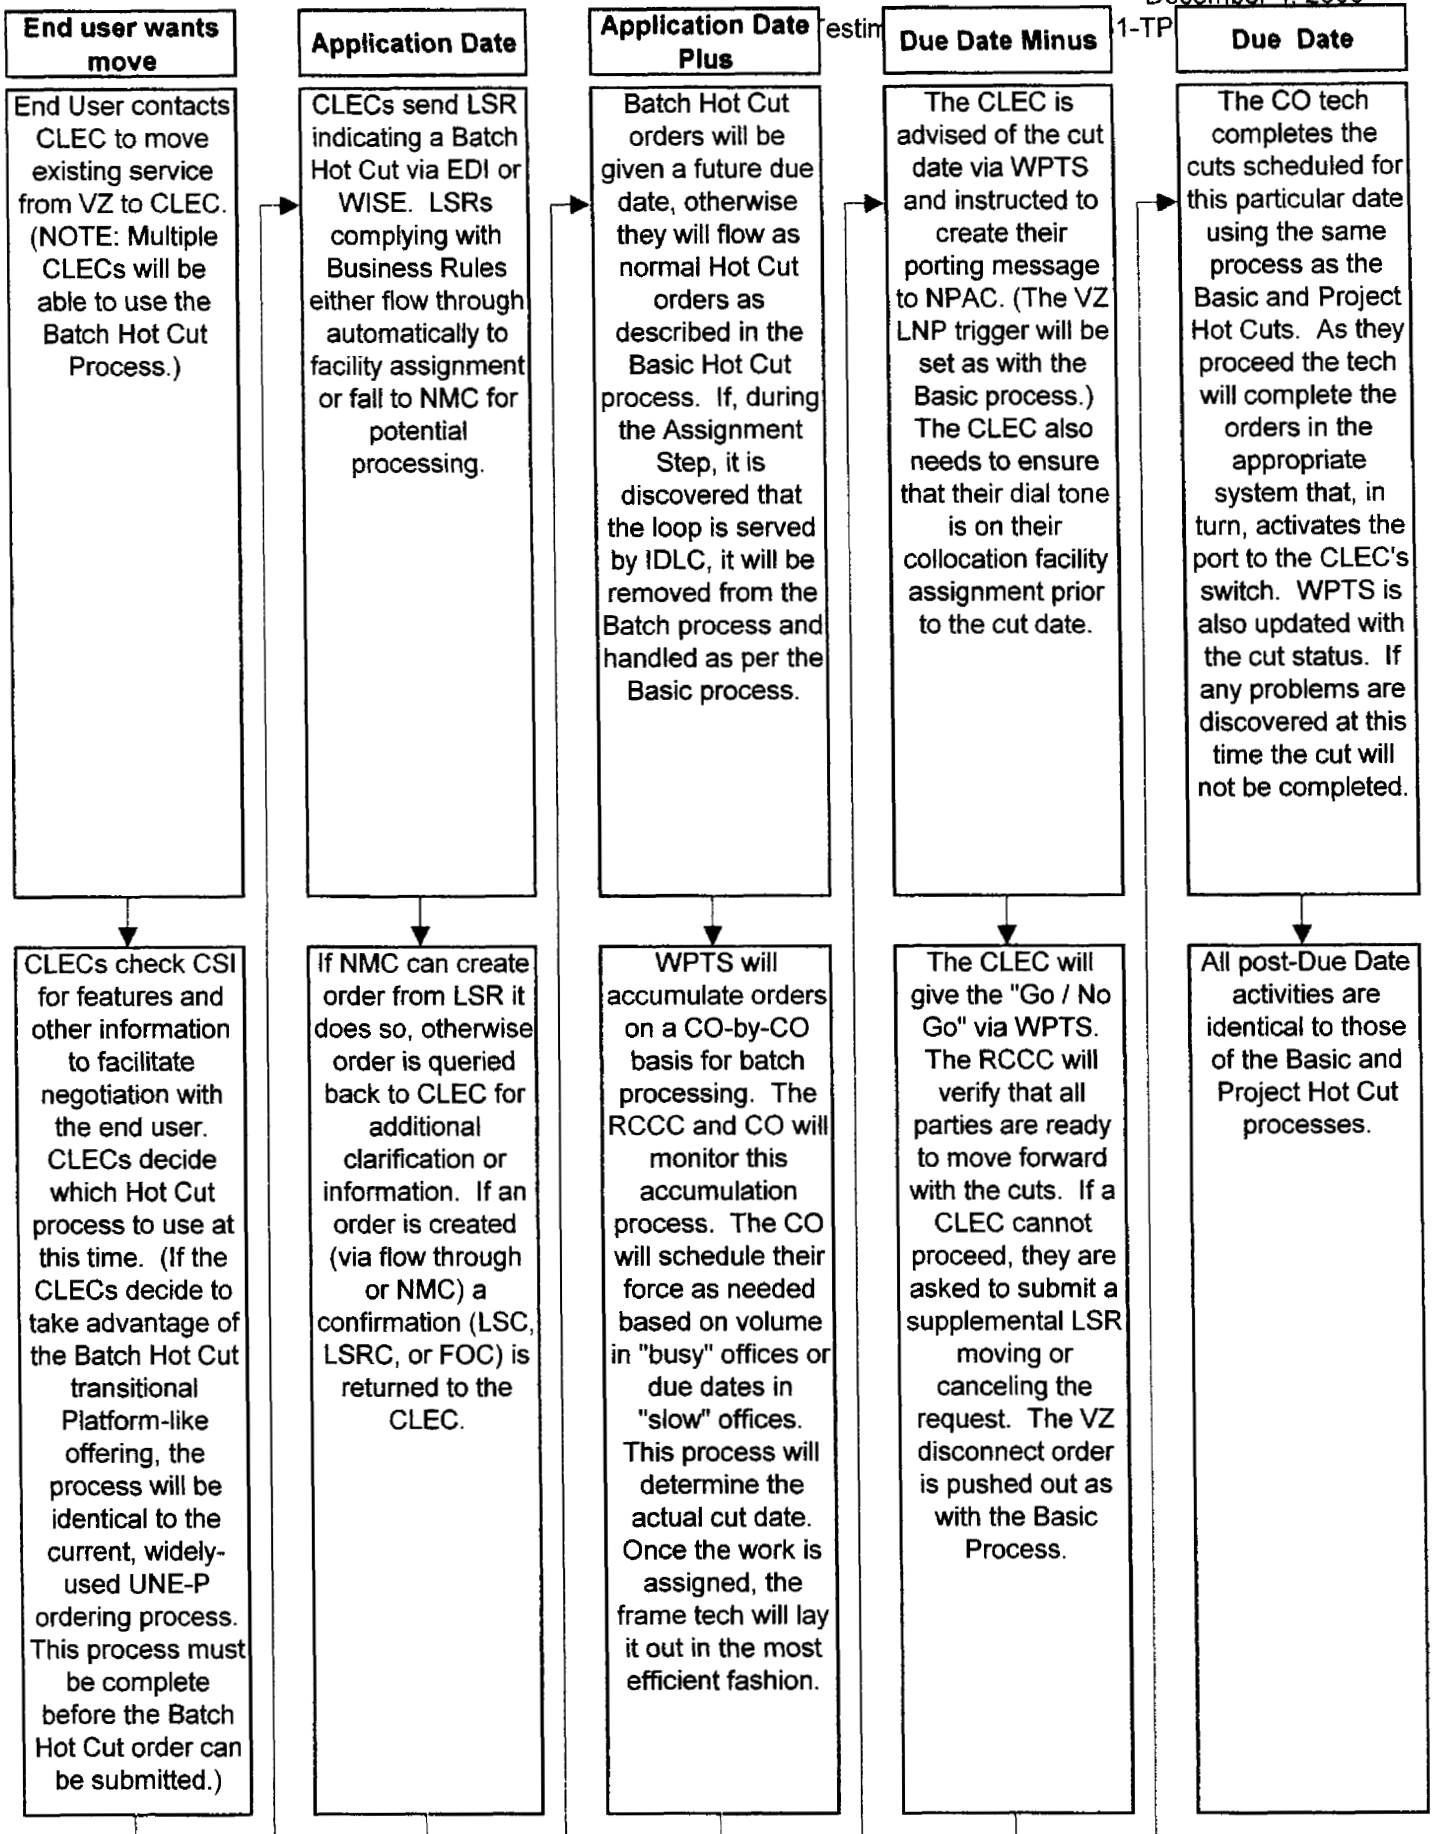 End user wants
move
Application Date
Application Date
Plus
Due Date Minus
1-TP
Due Date
End User contacts
CLEC to move
existing service
from VZ to CLEC.
(NOTE: Multiple
CLECs will be
able to use the
Batch Hot Cut
Process.)
CLECs send LSR
indicating a Batch
Hot Cut via EDI or
WISE. LSRs
complying with
Business Rules
either flow through
automatically to
facility assignment
or fall to NMC for
potential
processing.
Batch Hot Cut
orders will be
given a future due
date, otherwise
they will flow as
normal Hot Cut
orders as
described in the
Basic Hot Cut
process. If, during
the Assignment
Step, it is
discovered that
the loop is served
by IDLC, it will be
removed from the
Batch process and
handled as per the
Basic process.
The CLEC is
advised of the cut
date via WPTS
and instructed to
create their
porting message
to NPAC. (The VZ
LNP trigger will be
set as with the
Basic process.)
The CLEC also
needs to ensure
that their dial tone
is on their
collocation facility
assignment prior
to the cut date.
The CO tech
completes the
cuts scheduled for
this particular date
using the same
process as the
Basic and Project
Hot Cuts. As they
proceed the tech
will complete the
orders in the
appropriate
system that, in
turn, activates the
port to the CLEC's
switch. WPTS is
also updated with
the cut status. If
any problems are
discovered at this
time the cut will
not be completed.
CLECs check CSI
for features and
other information
to facilitate
negotiation with
the end user.
CLECs decide
which Hot Cut
process to use at
this time. (If the
CLECs decide to
take advantage of
the Batch Hot Cut
transitional
Platform-like
offering, the
process will be
identical to the
current, widely-
used UNE-P
ordering process.
This process must
be complete
before the Batch
Hot Cut order can
be submitted.)
If NMC can create
order from LSR it
does so, otherwise
order is queried
back to CLEC for
additional
clarification or
information. If an
order is created
(via flow through
or NMC) a
confirmation (LSC,
LSRC, or FOC) is
returned to the
CLEC.
WPTS will
accumulate orders
on a CO-by-CO
basis for batch
processing. The
RCCC and CO will
monitor this
accumulation
process. The CO
will schedule their
force as needed
based on volume
in "busy" offices or
due dates in
"slow" offices.
This process will
determine the
actual cut date.
Once the work is
assigned, the
frame tech will lay
it out in the most
efficient fashion.
The CLEC will
give the "Go / No
Go" via WPTS.
The RCCC will
verify that all
parties are ready
to move forward
with the cuts. If a
CLEC cannot
proceed, they are
asked to submit a
supplemental LSR
moving or
canceling the
request. The VZ
disconnect order
is pushed out as
with the Basic
Process.
All post-Due Date
activities are
identical to those
of the Basic and
Project Hot Cut
processes.